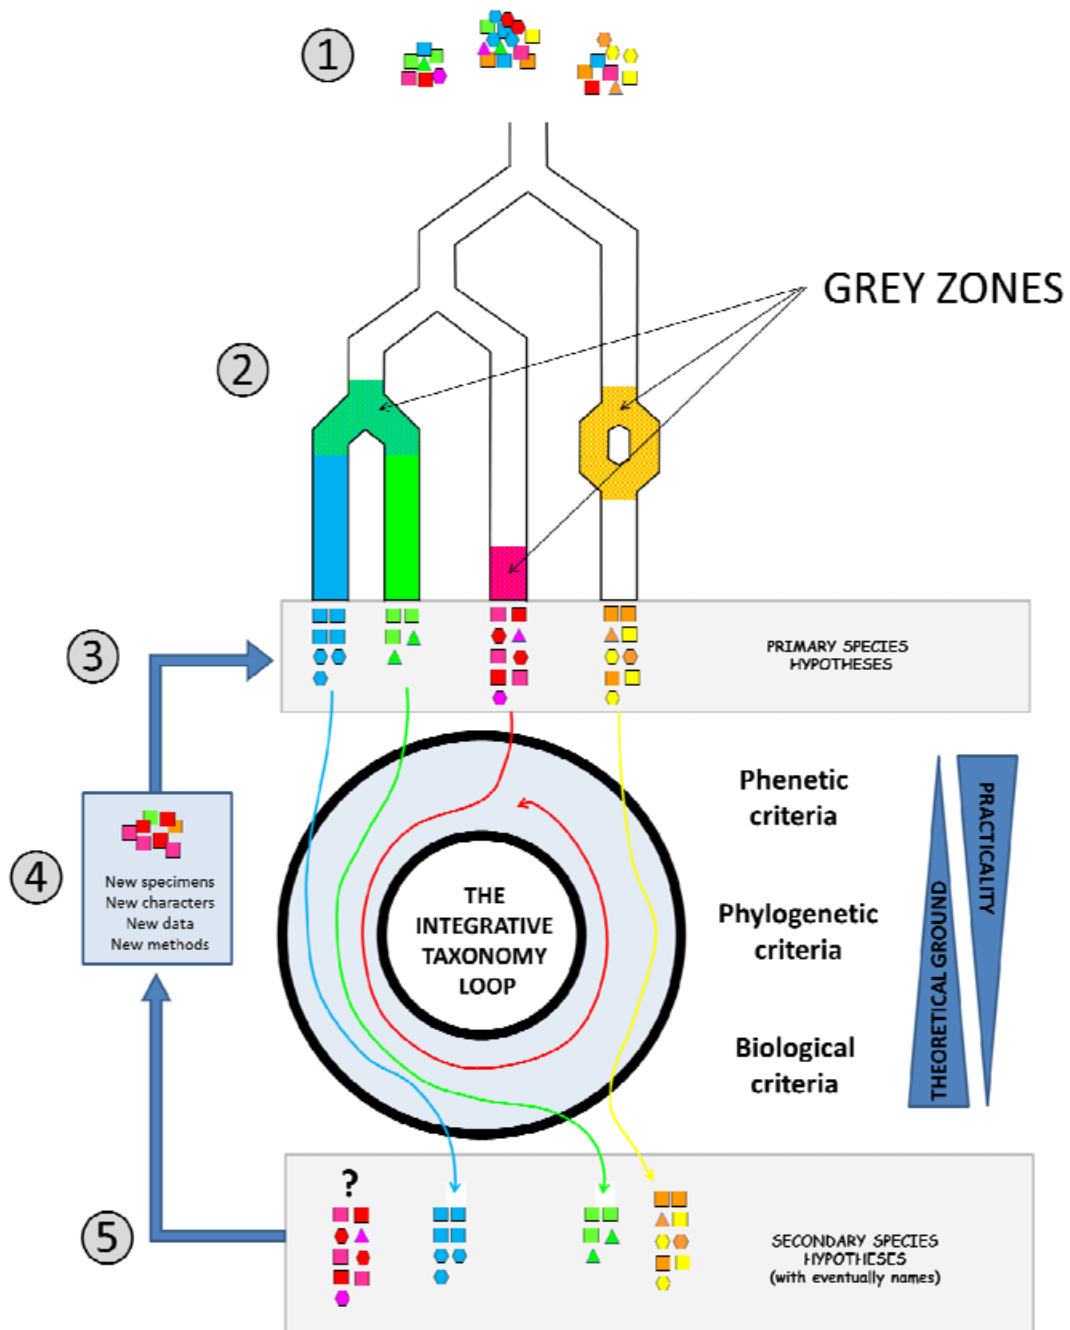 1
GREY ZONES
2
3
PRIMARY SPECIES
HYPOTHESES
Phenetic
criteria
PRACTICALITY
4
New specimens
New characters
New data
New methods
THE
INTEGRATIVE
TAXONOMY
LOOP
Phylogenetic
criteria
THEORETICAL GROUND
Biological
criteria
?
5
SECONDARY SPECIES
HYPOTHESES
(with eventually names)